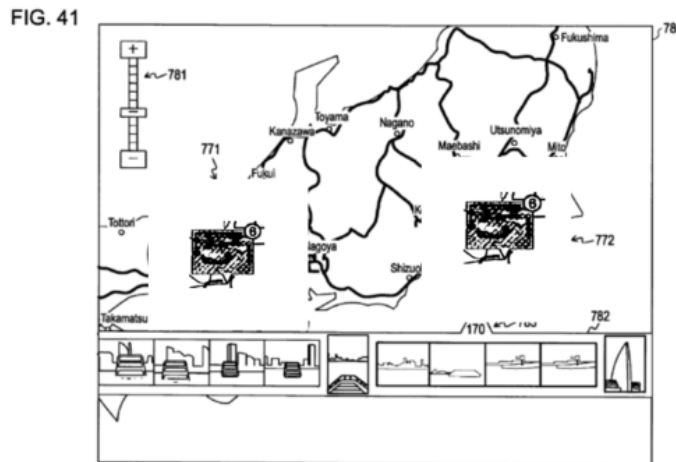 FIG. 41
78
Fukushima
+
781
Toyama
Kanazawa
Nagano
Utsunomiya
771
Maebashi
Mito
Fukui
6
6
Tottori
772
Shizuo
Takamatsu
170
782